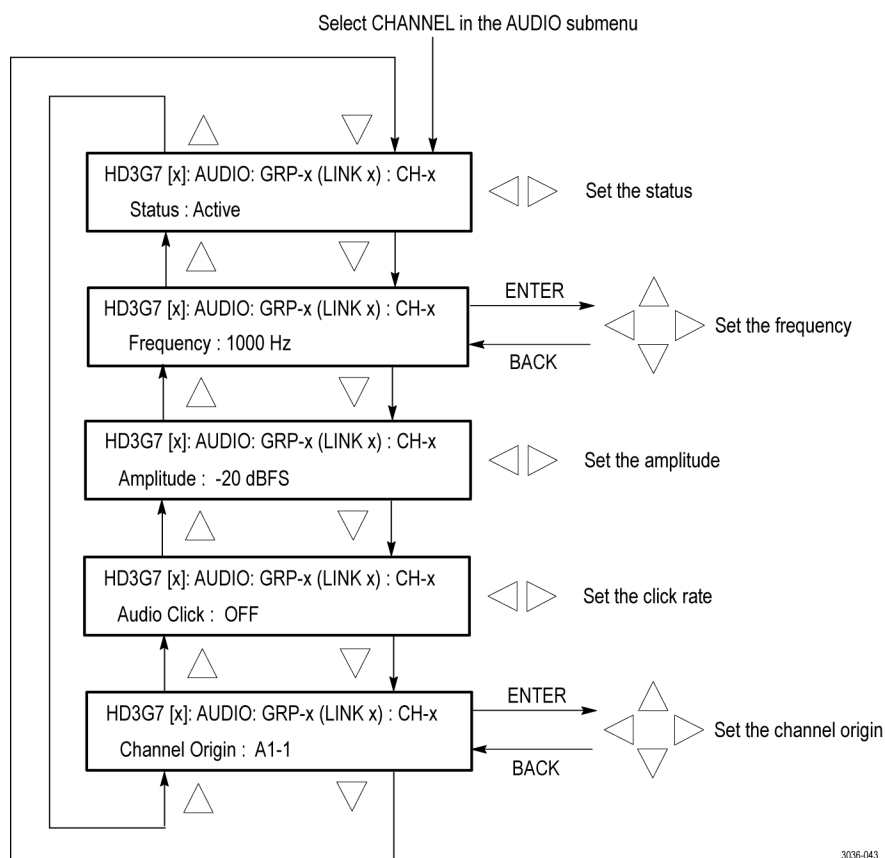 Select CHANNEL in the AUDIO submenu
HD3G7 [x]: AUDIO: GRP-x (LINK x) : CH-x
Status : Active
Set the status
HD3G7 [x]: AUDIO: GRP-x (LINK x) : CH-x
Frequency : 1000 Hz
ENTER
BACK
Set the frequency
HD3G7 [x]: AUDIO: GRP-x (LINK x) : CH-x
Amplitude : -20 dBFS
Set the amplitude
HD3G7 [x]: AUDIO: GRP-x (LINK x) : CH-x
Audio Click : OFF
Set the click rate
HD3G7 [x]: AUDIO: GRP-x (LINK x) : CH-x
Channel Origin : A1-1
ENTER
BACK
Set the channel origin
3036-043